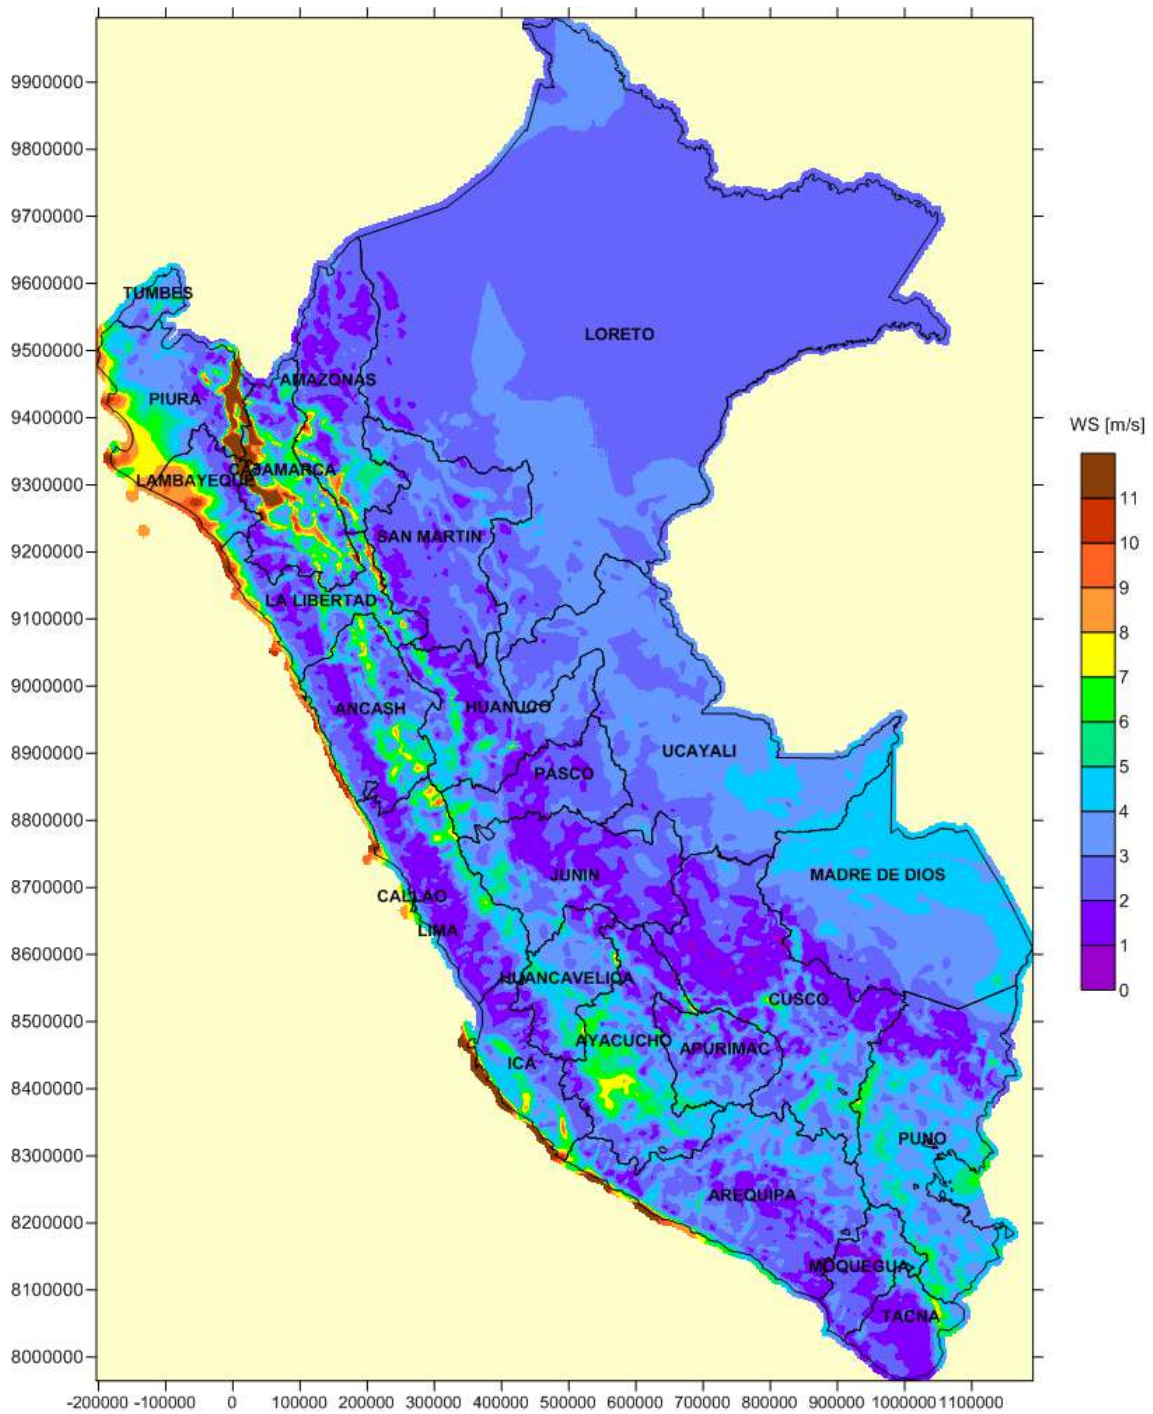 9900000
9800000
9700000
9600000
9500000
9400000
9300000
9200000
9100000
9000000
8900000
8800000
8700000
8600000
8500000
8400000
8300000
8200000
8100000
8000000
TUMBES
LORETO
AMAZONAS
PIURA
CAJAMARCA
LAMBAYEQUE
SAN MARTIN
LA LIBERTAD
ANCASH
HUANUCO
UCAYALI
PASCO
JUNIN
MADRE DE DIOS
CALLAO
LIMA
HUANCAVELICA
CUSCO
AYACUCHO
APURIMAC
ICA
PUNO
AREQUIPA
MOQUEGUA
TACNA
WS [m/s]
11
10
9
8
7
6
5
4
3
2
1
0
-200000 -100000 0 100000 200000 300000 400000 500000 600000 700000 800000 900000 1000000 1100000